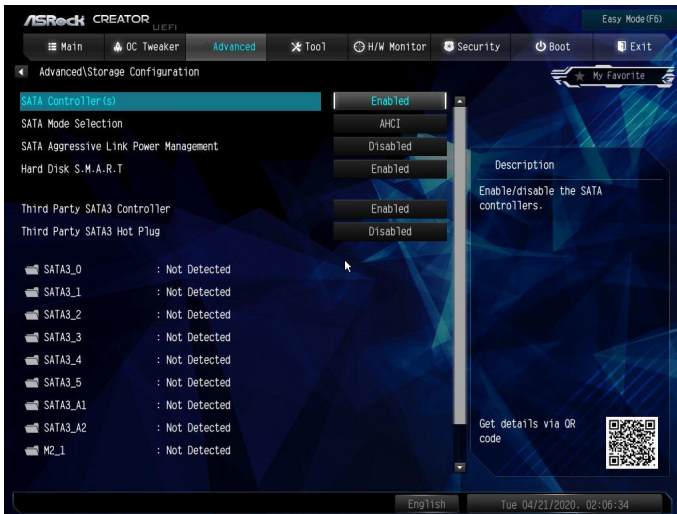 ASRock CREATOR
UEFI
Easy Mode(F6)
Main OC Tweaker Advanced Tool H/W Monitor Security Boot Exit
Advanced\Storage Configuration
My Favorite
SATA Controller(s) Enabled
SATA Mode Selection AHCI
SATA Aggressive Link Power Management Disabled
Hard Disk S.M.A.R.T Enabled
Third Party SATA3 Controller Enabled
Third Party SATA3 Hot Plug Disabled
SATA3_0 : Not Detected
SATA3_1 : Not Detected
SATA3_2 : Not Detected
SATA3_3 : Not Detected
SATA3_4 : Not Detected
SATA3_5 : Not Detected
SATA3_A1 : Not Detected
SATA3_A2 : Not Detected
M2_1 : Not Detected
Description
Enable/disable the SATA
controllers.
Get details via QR
code
English
Tue 04/21/2020, 02:06:34